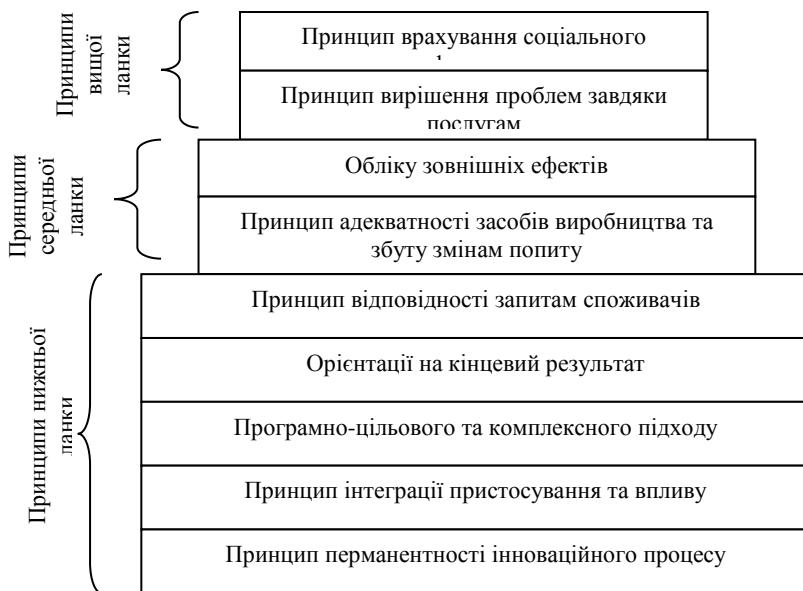 Принципи
вищої
ланки
Принцип врахування соціального
Принцип вирішення проблем завдяки
послугам
Принципи
середньої
ланки
Обліку зовнішніх ефектів
Принцип адекватності засобів виробництва та
збуту змінам попиту
Принципи нижньої
ланки
Принцип відповідності запитам споживачів
Орієнтації на кінцевий результат
Програмно-цільового та комплексного підходу
Принцип інтеграції пристосування та впливу
Принцип перманентності інноваційного процесу